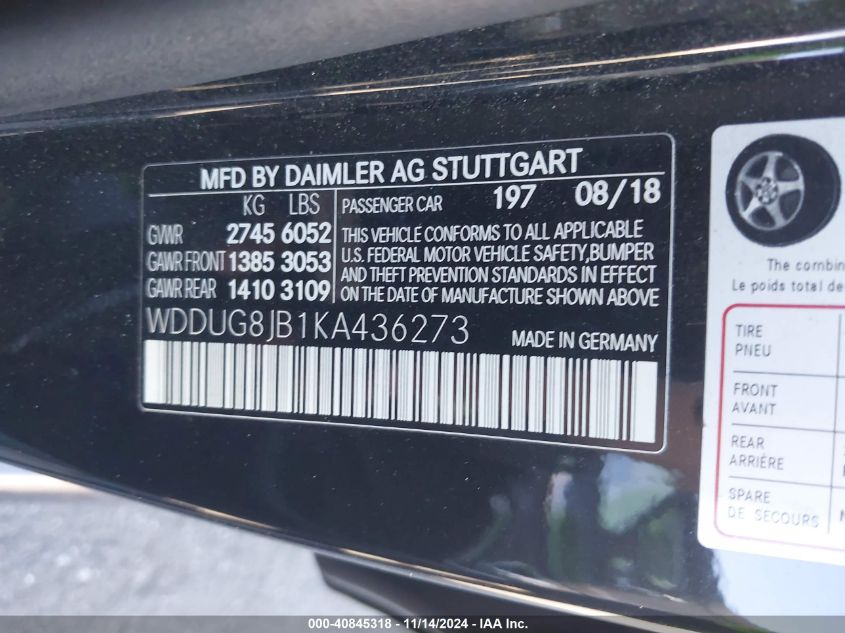 MFD BY DAIMLER AG STUTTGART
KG LBS
GVWR 2745 6052
GAWR FRONT 1385 3053
GAWR REAR 1410 3109
PASSENGER CAR 197 08/18
THIS VEHICLE CONFORMS TO ALL APPLICABLE
U.S. FEDERAL MOTOR VEHICLE SAFETY,BUMPER
AND THEFT PREVENTION STANDARDS IN EFFECT
ON THE DATE OF MANUFACTURE SHOWN ABOVE
WDDUG8JB1KA436273 MADE IN GERMANY
The combin
Le poids total de
TIRE
PNEU
FRONT
AVANT
REAR
ARRIÈRE
SPARE
DE SECOURS
000-40845318 - 11/14/2024 - IAAI Inc.